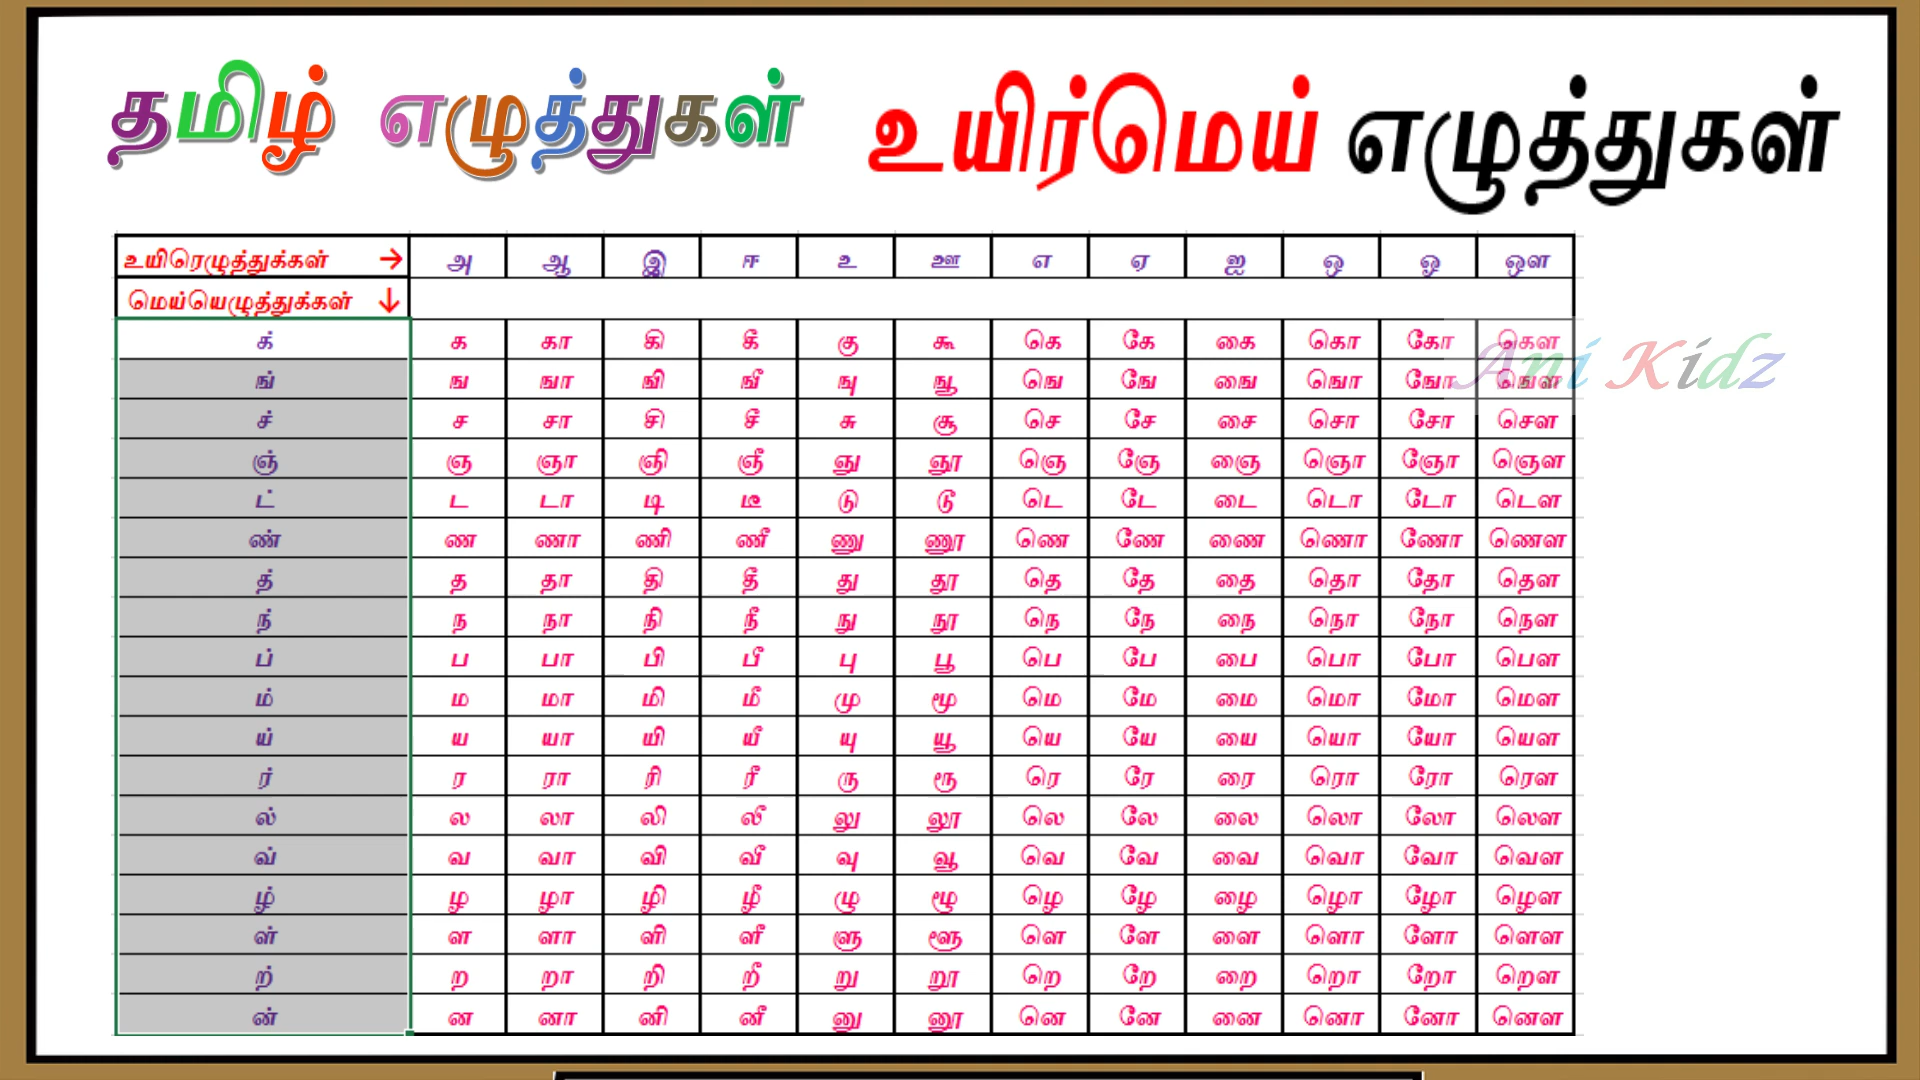 தமிழ் எழுத்துகள் உயிர்மெய் எழுத்துகள்
உயிரெழுத்துக்கள் → அ ஆ இ ஈ உ ஊ எ ஏ ஐ ஒ ஓ ஔ
மெய்யெழுத்துக்கள் ↓
க் க கா கி கீ கு கூ கெ கே கை கொ கோ கௌ
ங் ங ஙா ஙி ஙீ ஙு ஙூ ஙெ ஙே ஙை ஙொ ஙோ ஙௌ
Ani Kidz
ச் ச சா சி சீ சு சூ செ சே சை சொ சோ சௌ
ஞ் ஞ ஞா ஞி ஞீ ஞு ஞூ ஞெ ஞே ஞை ஞொ ஞோ ஞௌ
ட் ட டா டி டீ டு டூ டெ டே டை டொ டோ டௌ
ண் ண ணா ணி ணீ ணு ணூ ணெ ணே ணை ணொ ணோ ணௌ
த் த தா தி தீ து தூ தெ தே தை தொ தோ தௌ
ந் ந நா நி நீ நு நூ நெ நே நை நொ நோ நௌ
ப் ப பா பி பீ பு பூ பெ பே பை பொ போ பௌ
ம் ம மா மி மீ மு மூ மெ மே மை மொ மோ மௌ
ய் ய யா யி யீ யு யூ யெ யே யை யொ யோ யௌ
ர் ர ரா ரி ரீ ரு ரூ ரெ ரே ரை ரொ ரோ ரௌ
ல் ல லா லி லீ லு லூ லெ லே லை லொ லோ லௌ
வ் வ வா வி வீ வு வூ வெ வே வை வொ வோ வௌ
ழ் ழ ழா ழி ழீ ழு ழூ ழெ ழே ழை ழொ ழோ ழௌ
ள் ள ளா ளி ளீ ளு ளூ ளெ ளே ளை ளொ ளோ ளௌ
ற் ற றா றி றீ று றூ றெ றே றை றொ றோ றௌ
ன் ன னா னி னீ னு னூ னெ னே னை னொ னோ னௌ